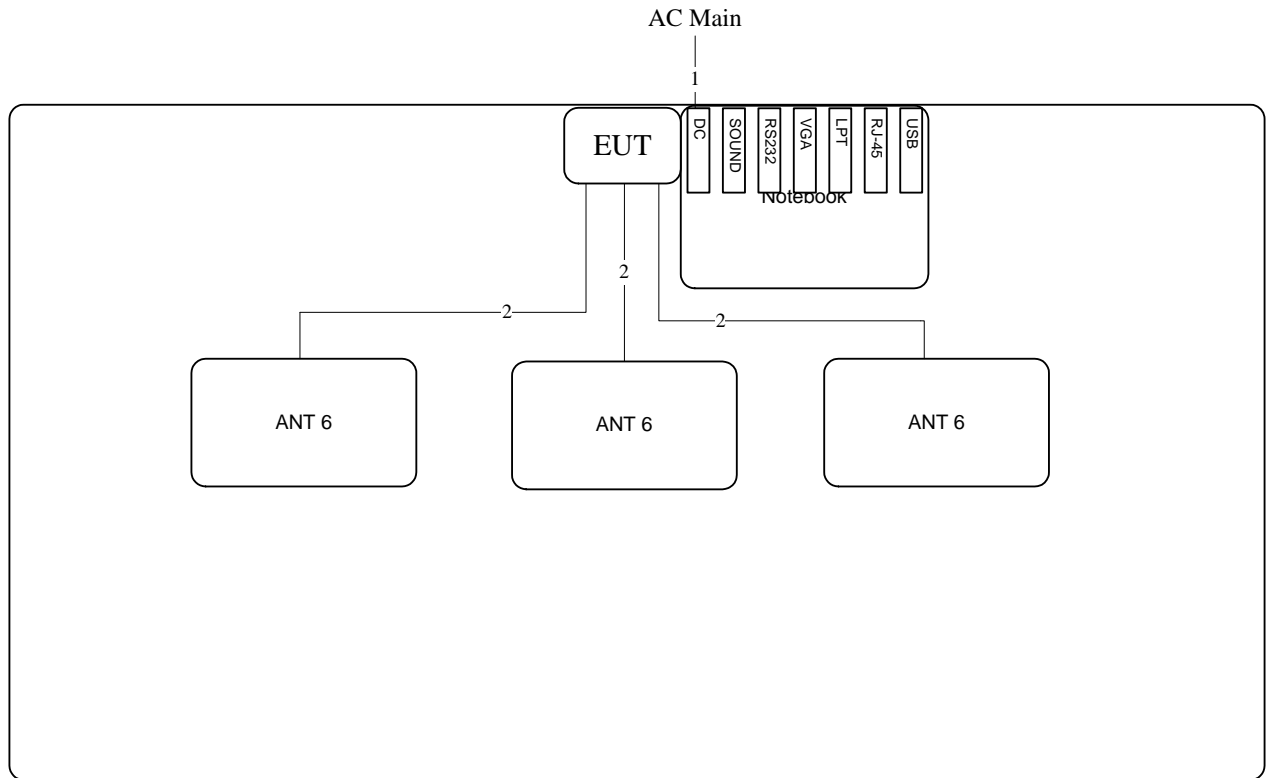 AC Main
1
EUT
DC
SOUND
RS232
VGA
LPT
RJ-45
USB
Notebook
2
2
2
ANT 6
ANT 6
ANT 6